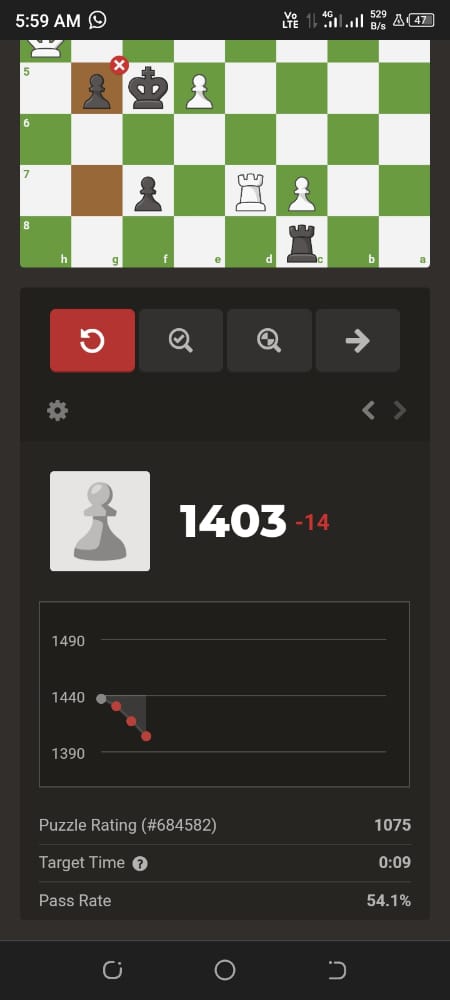 5:59 AM Vo LTE 4G 529 B/s 47
5
6
7
8
h g f e d c b a
1403 -14
1490
1440
1390
Puzzle Rating (#684582) 1075
Target Time ? 0:09
Pass Rate 54.1%